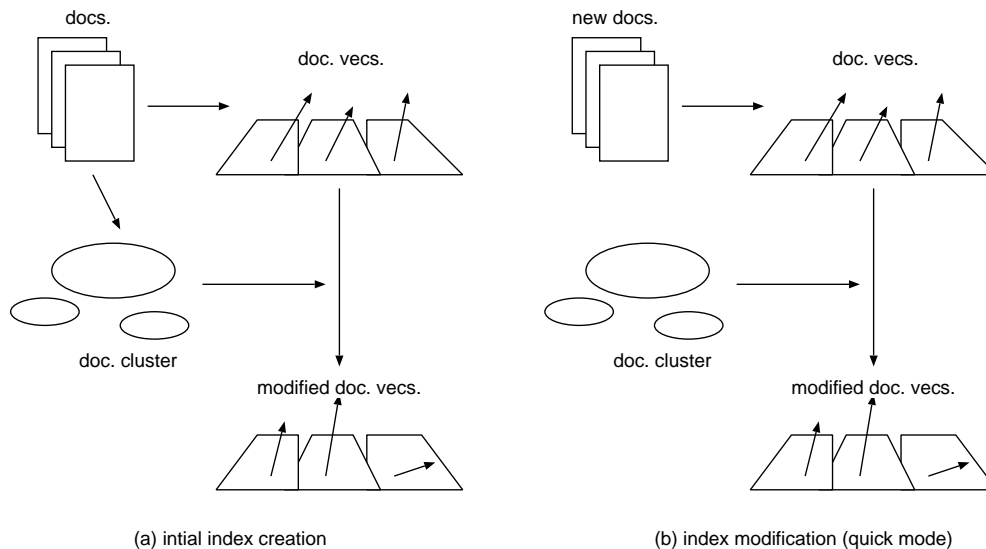 docs.
doc. vecs.
doc. cluster
modified doc. vecs.
(a) intial index creation
new docs.
doc. vecs.
doc. cluster
modified doc. vecs.
(b) index modification (quick mode)